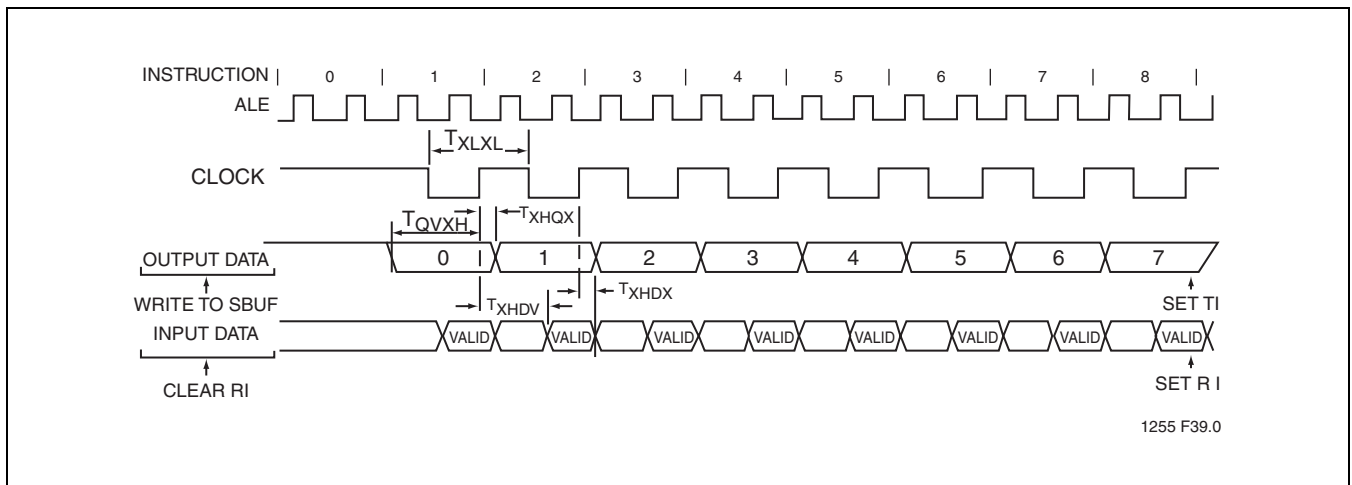 INSTRUCTION | 0 | 1 | 2 | 3 | 4 | 5 | 6 | 7 | 8 |
ALE
TXLXL
CLOCK
TQVXH TXHQX
OUTPUT DATA 0 1 2 3 4 5 6 7
WRITE TO SBUF TXHDV TXHDX SET TI
INPUT DATA VALID VALID VALID VALID VALID VALID VALID VALID
CLEAR RI SET R I
1255 F39.0